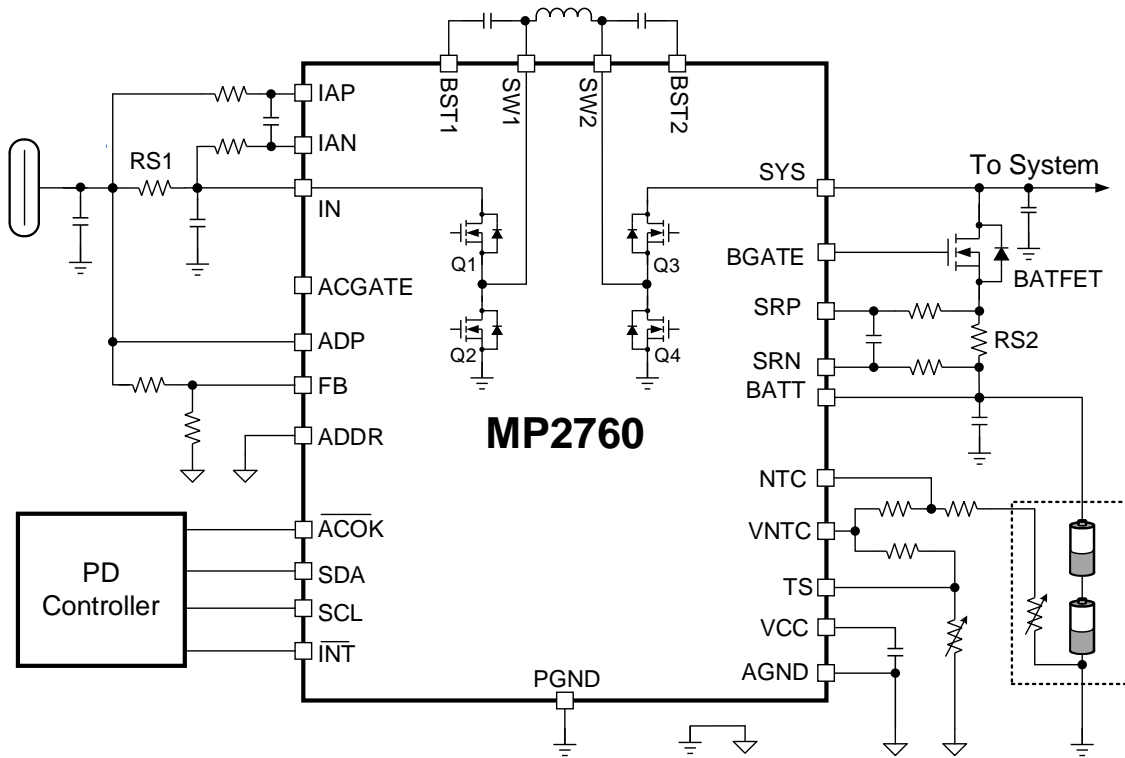 BST1
SW1
SW2
BST2
IAP
IAN
RS1
IN
ACGATE
ADP
FB
ADDR
ACOK
SDA
SCL
INT
PD
Controller
Q1
Q2
Q3
Q4
MP2760
PGND
SYS
To System
BGATE
BATFET
SRP
RS2
SRN
BATT
NTC
VNTC
TS
VCC
AGND